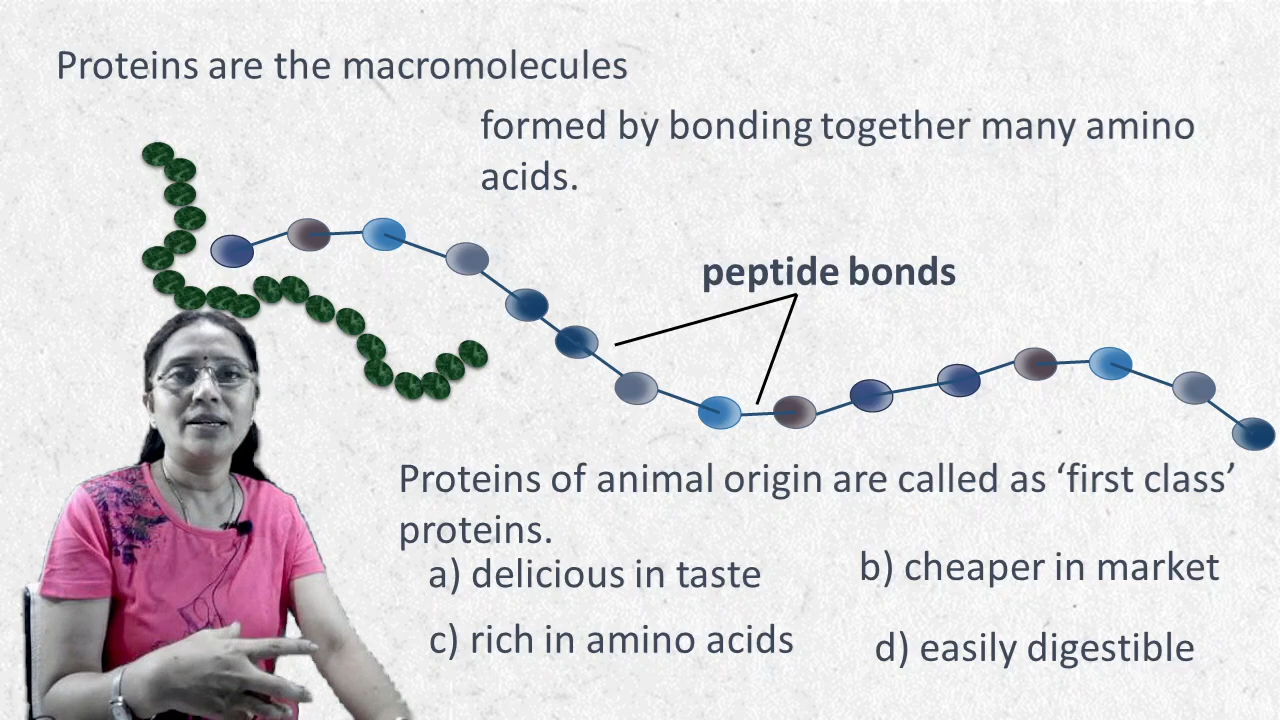 Proteins are the macromolecules
formed by bonding together many amino
acids.
peptide bonds
Proteins of animal origin are called as ‘first class’
proteins.
a) delicious in taste
b) cheaper in market
c) rich in amino acids
d) easily digestible